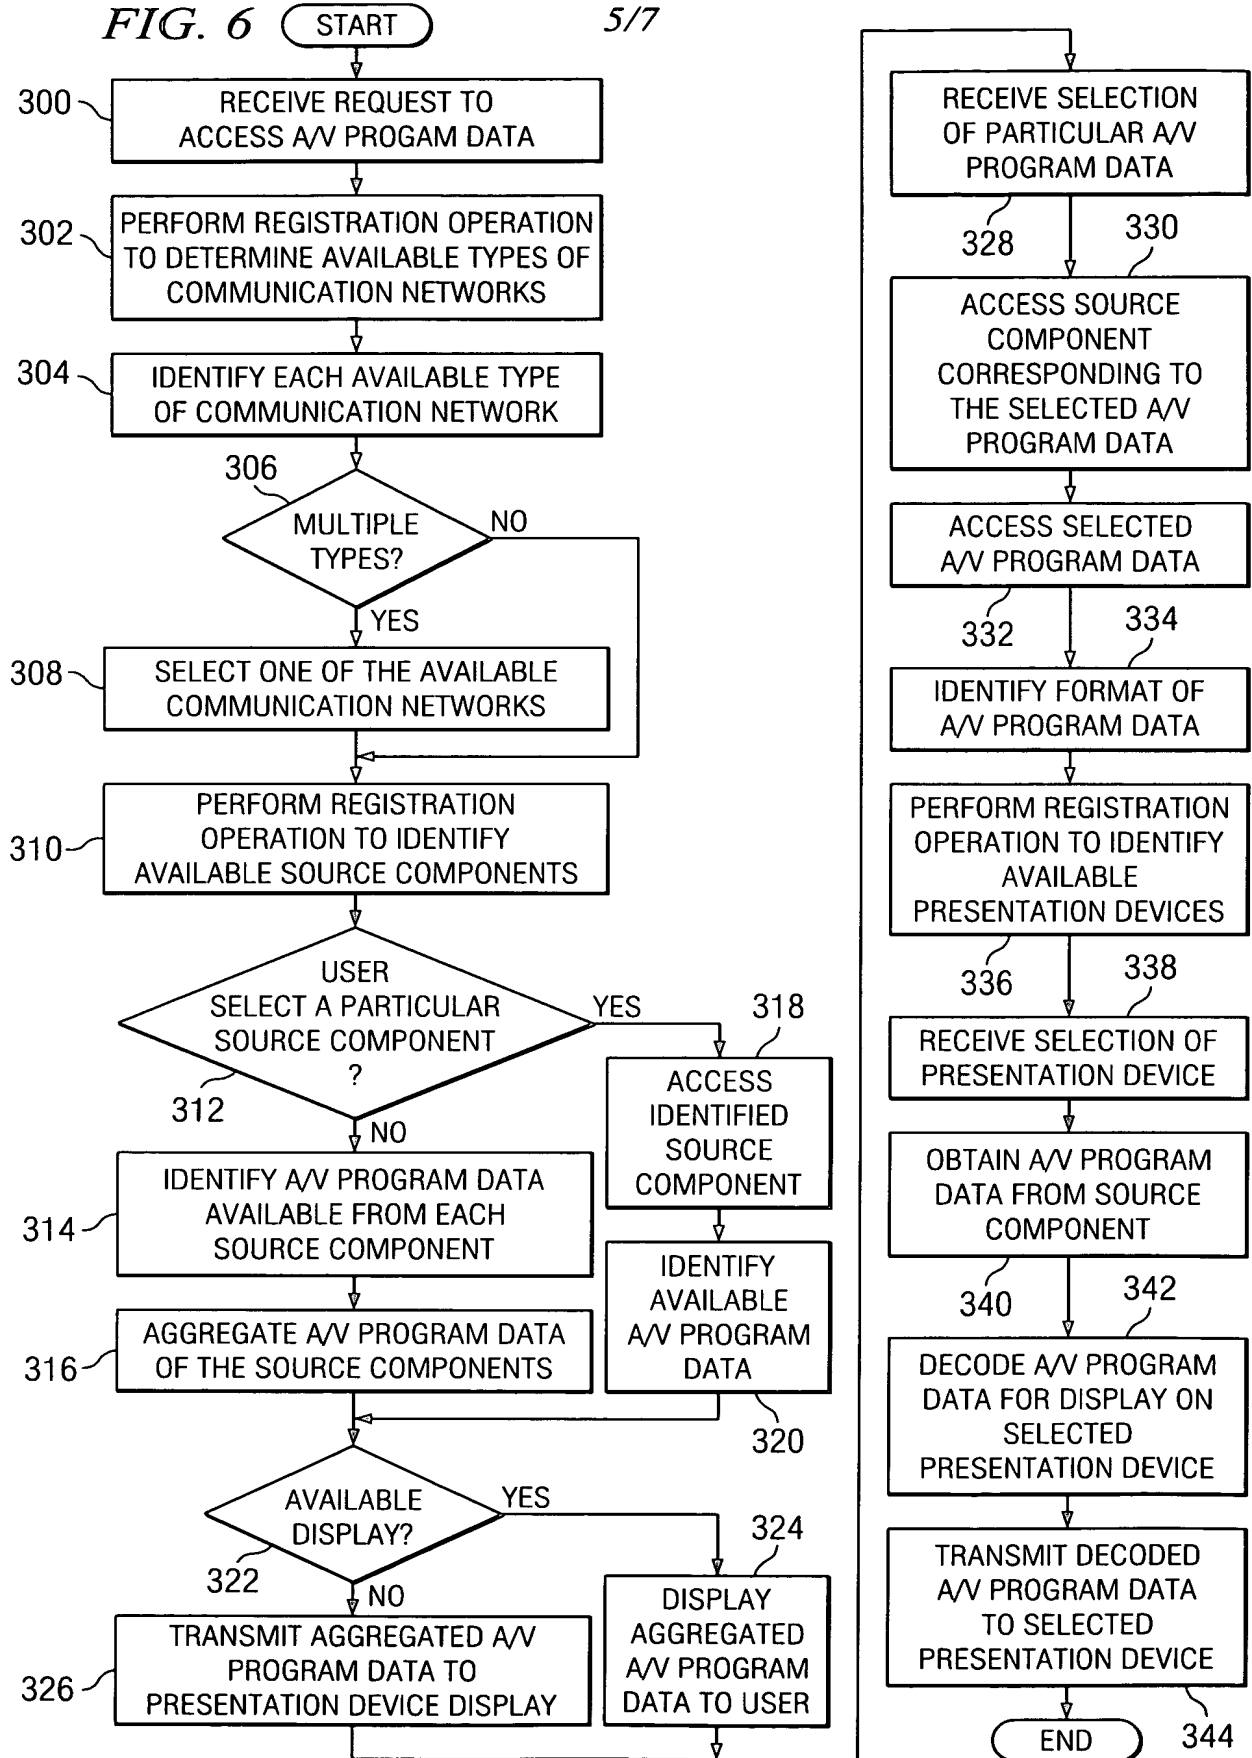 FIG. 6
START
5/7
300
RECEIVE REQUEST TO
ACCESS A/V PROGAM DATA
302
PERFORM REGISTRATION OPERATION
TO DETERMINE AVAILABLE TYPES OF
COMMUNICATION NETWORKS
304
IDENTIFY EACH AVAILABLE TYPE
OF COMMUNICATION NETWORK
306
MULTIPLE
TYPES?
NO
YES
308
SELECT ONE OF THE AVAILABLE
COMMUNICATION NETWORKS
310
PERFORM REGISTRATION
OPERATION TO IDENTIFY
AVAILABLE SOURCE COMPONENTS
USER
SELECT A PARTICULAR
SOURCE COMPONENT
?
312
YES
NO
318
ACCESS
IDENTIFIED
SOURCE
COMPONENT
314
IDENTIFY A/V PROGRAM DATA
AVAILABLE FROM EACH
SOURCE COMPONENT
316
AGGREGATE A/V PROGRAM DATA
OF THE SOURCE COMPONENTS
IDENTIFY
AVAILABLE
A/V PROGRAM
DATA
320
AVAILABLE
DISPLAY?
322
YES
NO
324
DISPLAY
AGGREGATED
A/V PROGRAM
DATA TO USER
326
TRANSMIT AGGREGATED A/V
PROGRAM DATA TO
PRESENTATION DEVICE DISPLAY
RECEIVE SELECTION
OF PARTICULAR A/V
PROGRAM DATA
328
330
ACCESS SOURCE
COMPONENT
CORRESPONDING TO
THE SELECTED A/V
PROGRAM DATA
ACCESS SELECTED
A/V PROGRAM DATA
332
334
IDENTIFY FORMAT OF
A/V PROGRAM DATA
PERFORM REGISTRATION
OPERATION TO IDENTIFY
AVAILABLE
PRESENTATION DEVICES
336
338
RECEIVE SELECTION OF
PRESENTATION DEVICE
OBTAIN A/V PROGRAM
DATA FROM SOURCE
COMPONENT
340
342
DECODE A/V PROGRAM
DATA FOR DISPLAY ON
SELECTED
PRESENTATION DEVICE
TRANSMIT DECODED
A/V PROGRAM DATA
TO SELECTED
PRESENTATION DEVICE
344
END